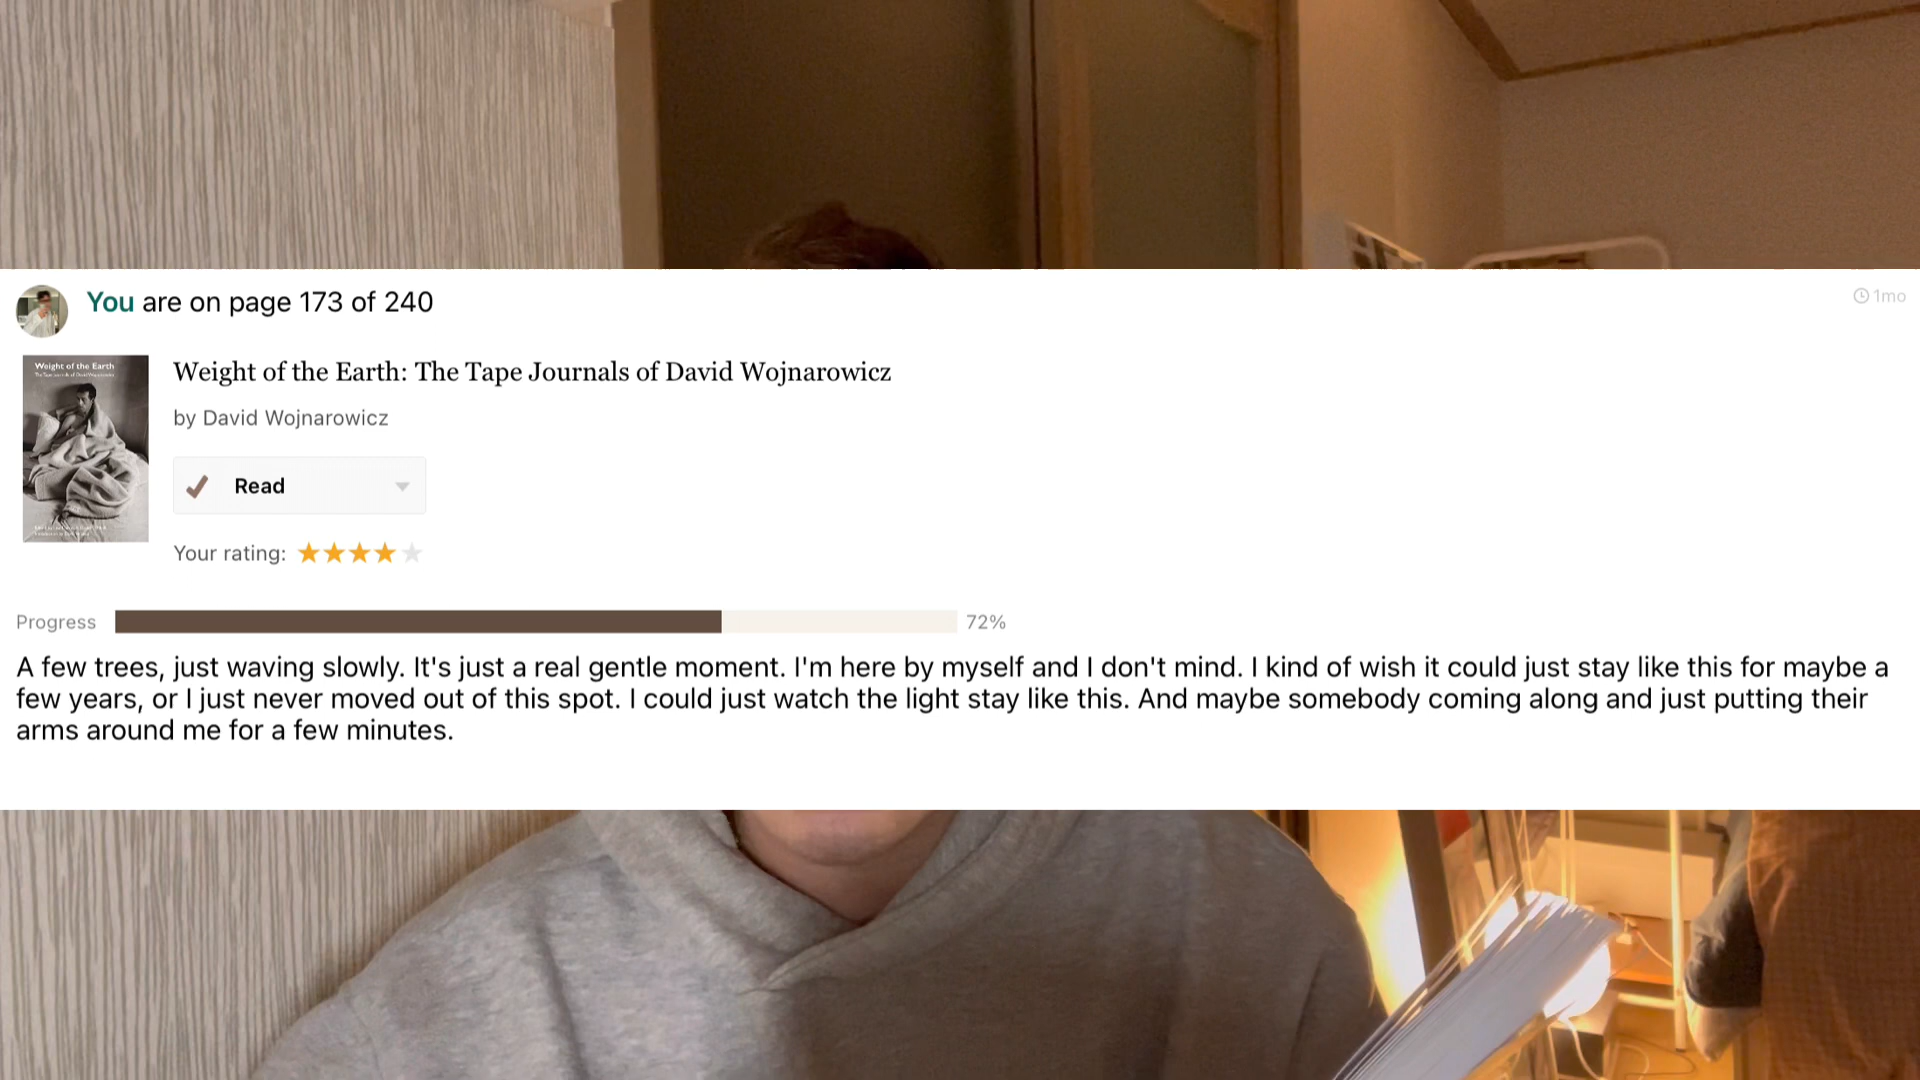 You are on page 173 of 240
1mo
Weight of the Earth
Weight of the Earth: The Tape Journals of David Wojnarowicz
by David Wojnarowicz
Read
Your rating:
Progress
72%
A few trees, just waving slowly. It's just a real gentle moment. I'm here by myself and I don't mind. I kind of wish it could just stay like this for maybe a
few years, or I just never moved out of this spot. I could just watch the light stay like this. And maybe somebody coming along and just putting their
arms around me for a few minutes.